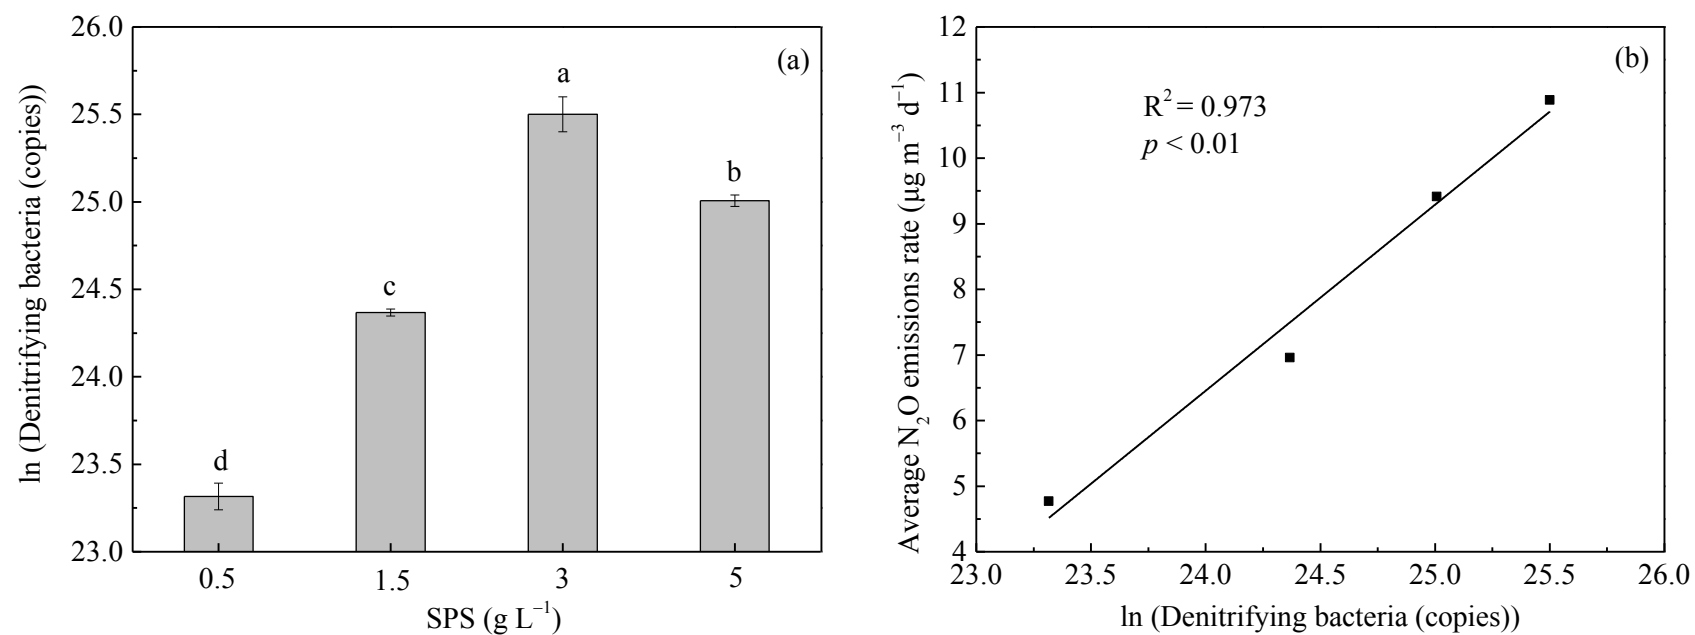 (a)
ln (Denitrifying bacteria (copies))
26.0
25.5
25.0
24.5
24.0
23.5
23.0
d
c
a
b
0.5 1.5 3 5
SPS (g L⁻¹)
(b)
Average N₂O emissions rate (μg m⁻³ d⁻¹)
12
11
10
9
8
7
6
5
4
R² = 0.973
p < 0.01
23.0 23.5 24.0 24.5 25.0 25.5 26.0
ln (Denitrifying bacteria (copies))